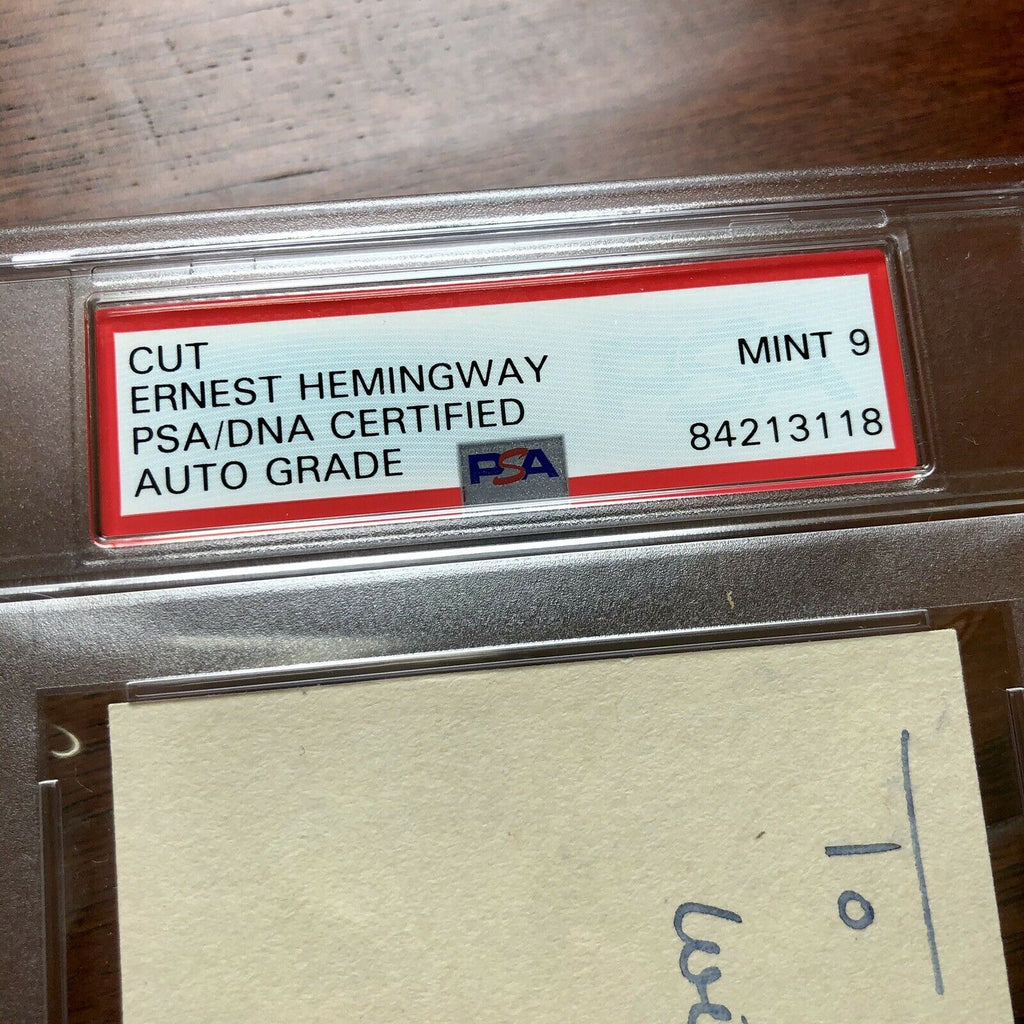 CUT
ERNEST HEMINGWAY
PSA/DNA CERTIFIED
AUTO GRADE
MINT 9
84213118
PSA
To